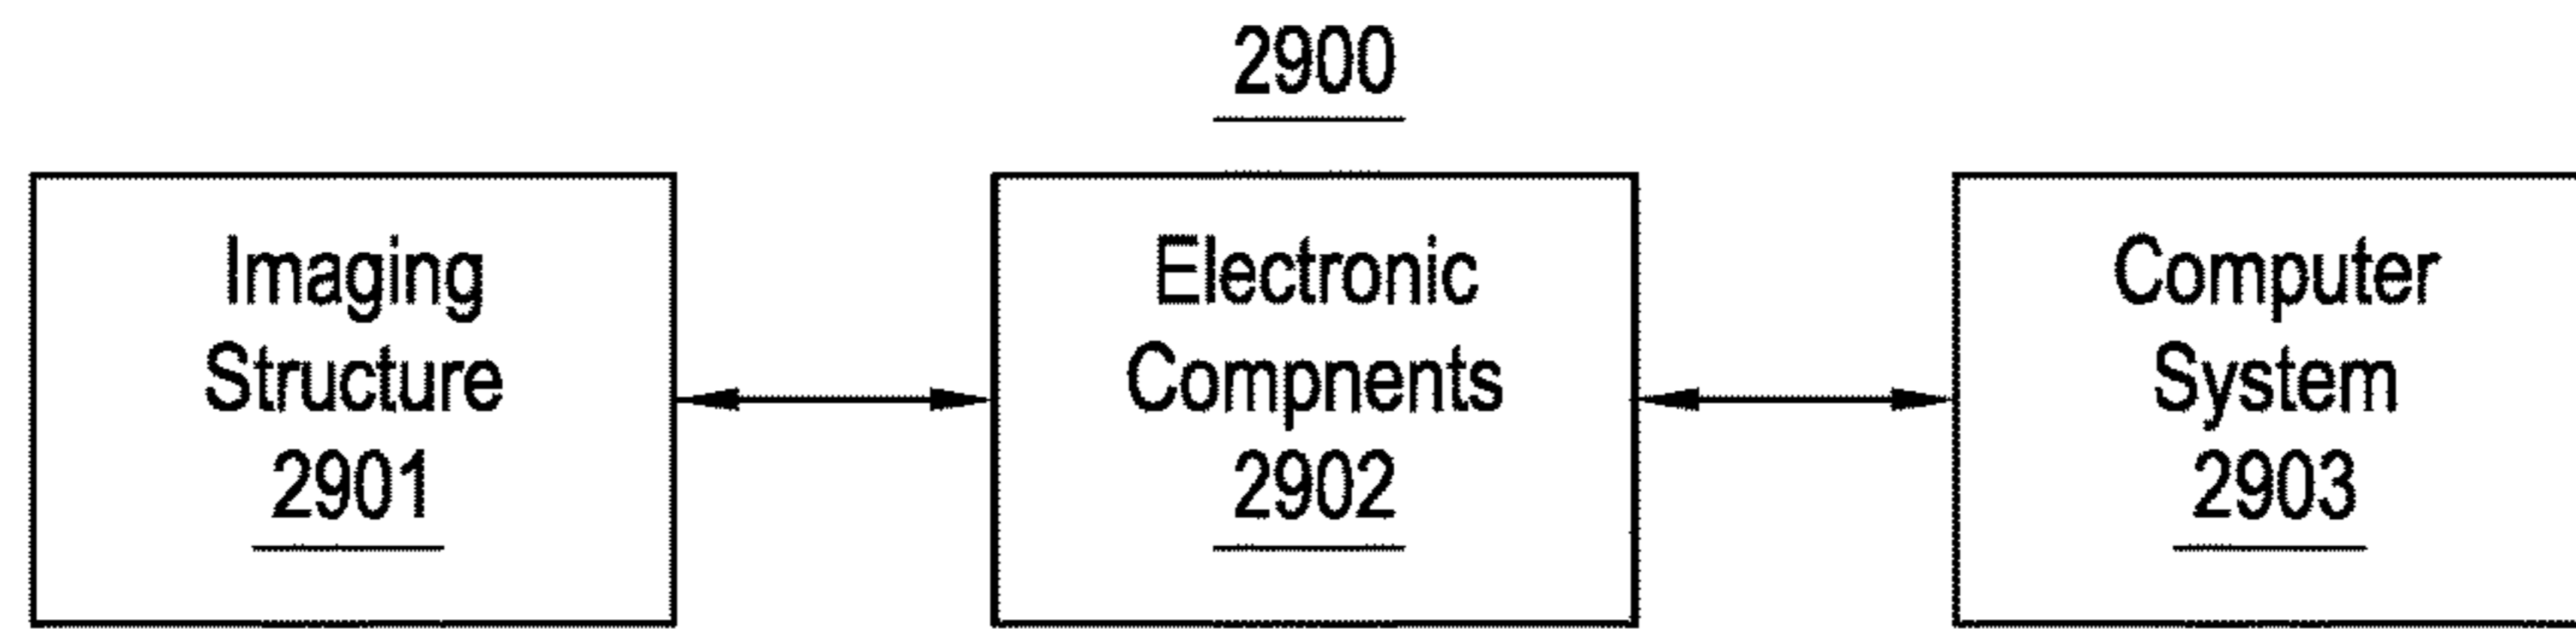 2900
Imaging
Structure
2901
Electronic
Compnents
2902
Computer
System
2903